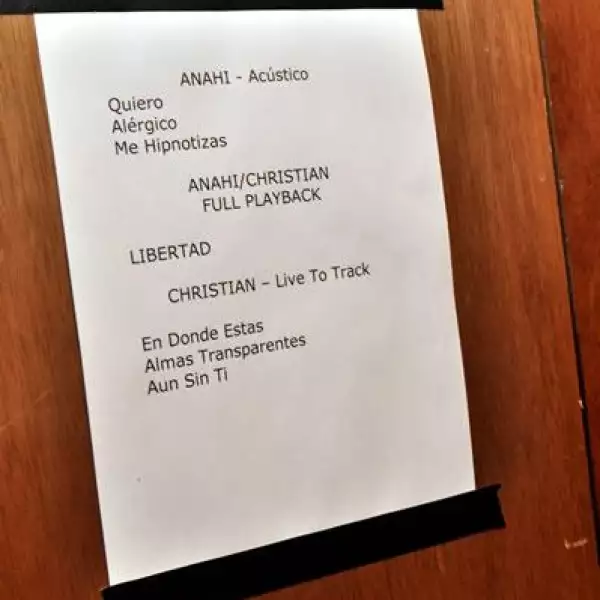 ANAHI - Acústico
Quiero
Alérgico
Me Hipnotizas
ANAHI/CHRISTIAN
FULL PLAYBACK
LIBERTAD
CHRISTIAN – Live To Track
En Donde Estas
Almas Transparentes
Aun Sin Ti